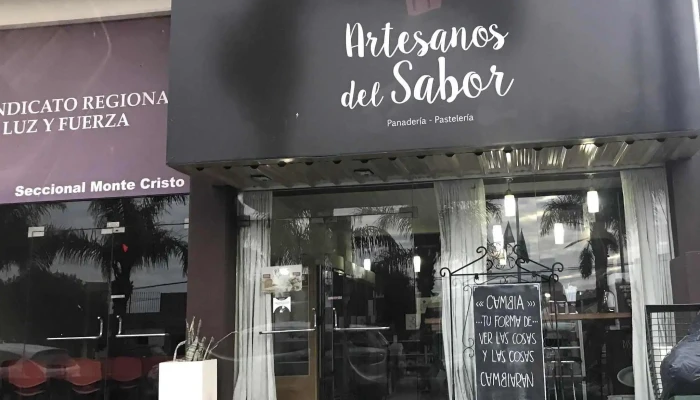 NDICATO REGIONA
LUZ Y FUERZA
Seccional Monte Cristo
Artesanos
del Sabor
Panadería - Pastelería
‹‹ CAMBIA ››
...TU FORMA DE...
VER LAS COSAS
Y LAS COSAS
CAMBIARAN